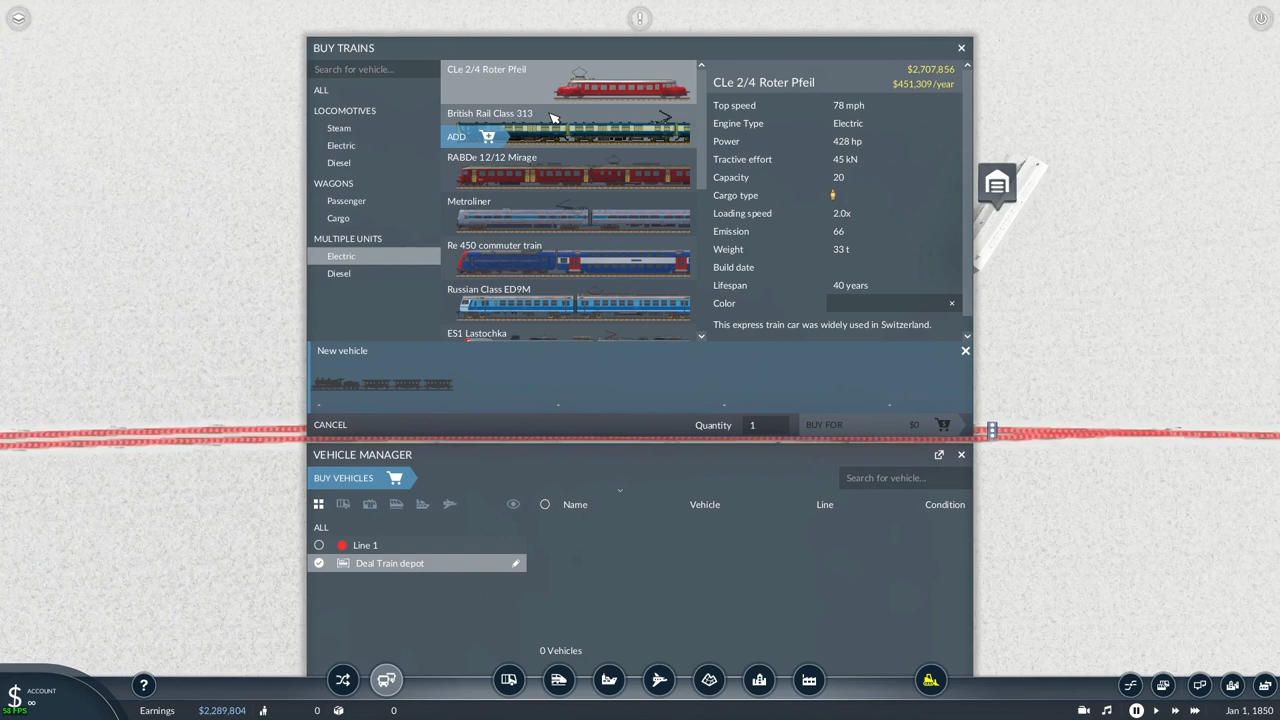 BUY TRAINS
Search for vehicle...
ALL
LOCOMOTIVES
Steam
Electric
Diesel
WAGONS
Passenger
Cargo
MULTIPLE UNITS
Electric
Diesel
CLe 2/4 Roter Pfeil
British Rail Class 313
ADD
RABDe 12/12 Mirage
Metroliner
Re 450 commuter train
Russian Class ED9M
ES1 Lastochka
CLe 2/4 Roter Pfeil
$2,707,856
$451,309/year
Top speed 78 mph
Engine Type Electric
Power 428 hp
Tractive effort 45 kN
Capacity 20
Cargo type
Loading speed 2.0x
Emission 66
Weight 33 t
Build date
Lifespan 40 years
Color
This express train car was widely used in Switzerland.
New vehicle
- - - -
CANCEL Quantity 1 BUY FOR $0
VEHICLE MANAGER
BUY VEHICLES Search for vehicle...
Name Vehicle Line Condition
ALL
Line 1
Deal Train depot
0 Vehicles
$ ACCOUNT
∞
58 FPS
?
Earnings $2,289,804 0 0 Jan 1, 1850